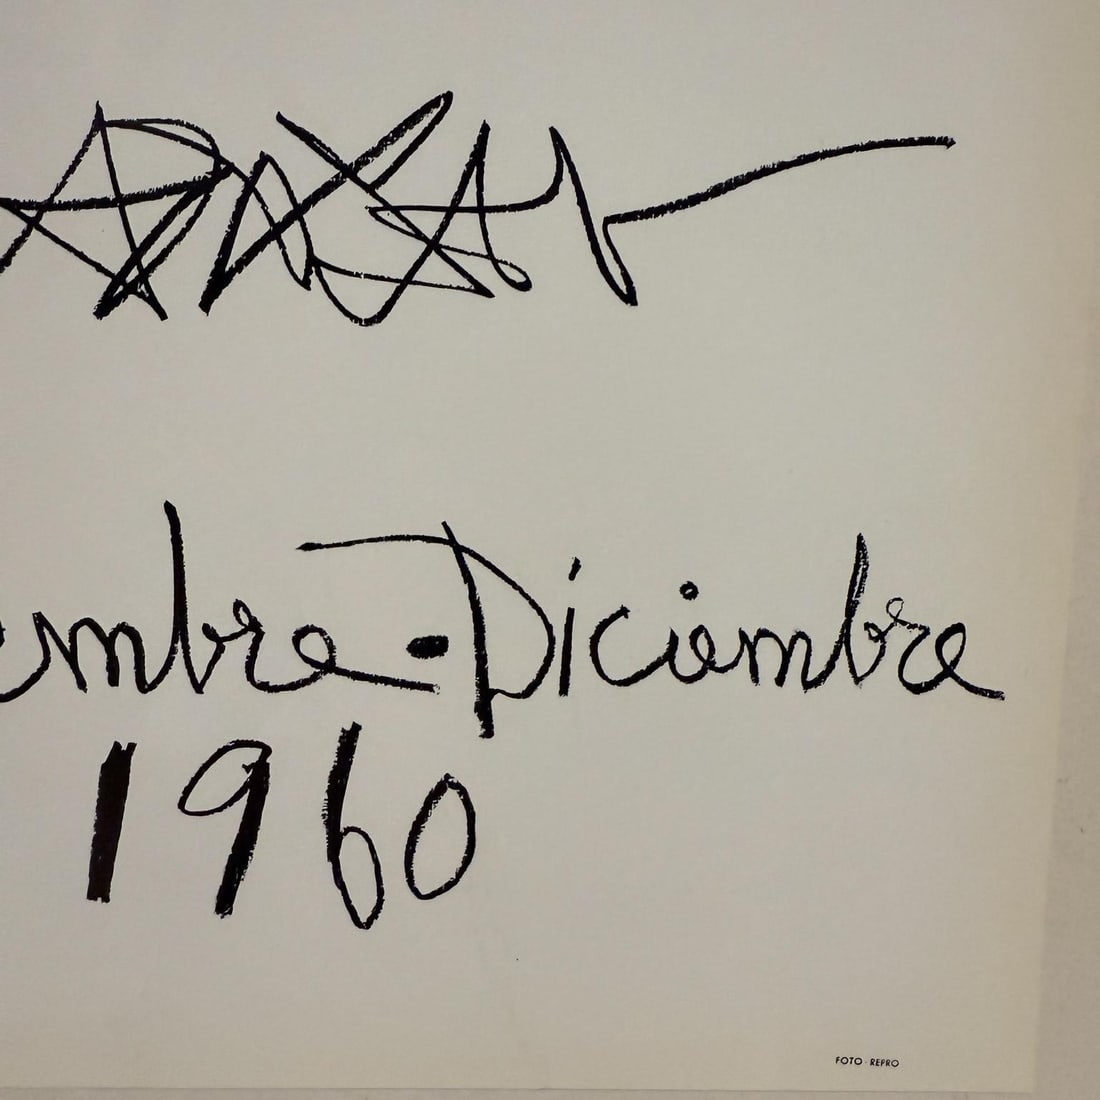 embre - Diciembre
1960
FOTO - REPRO